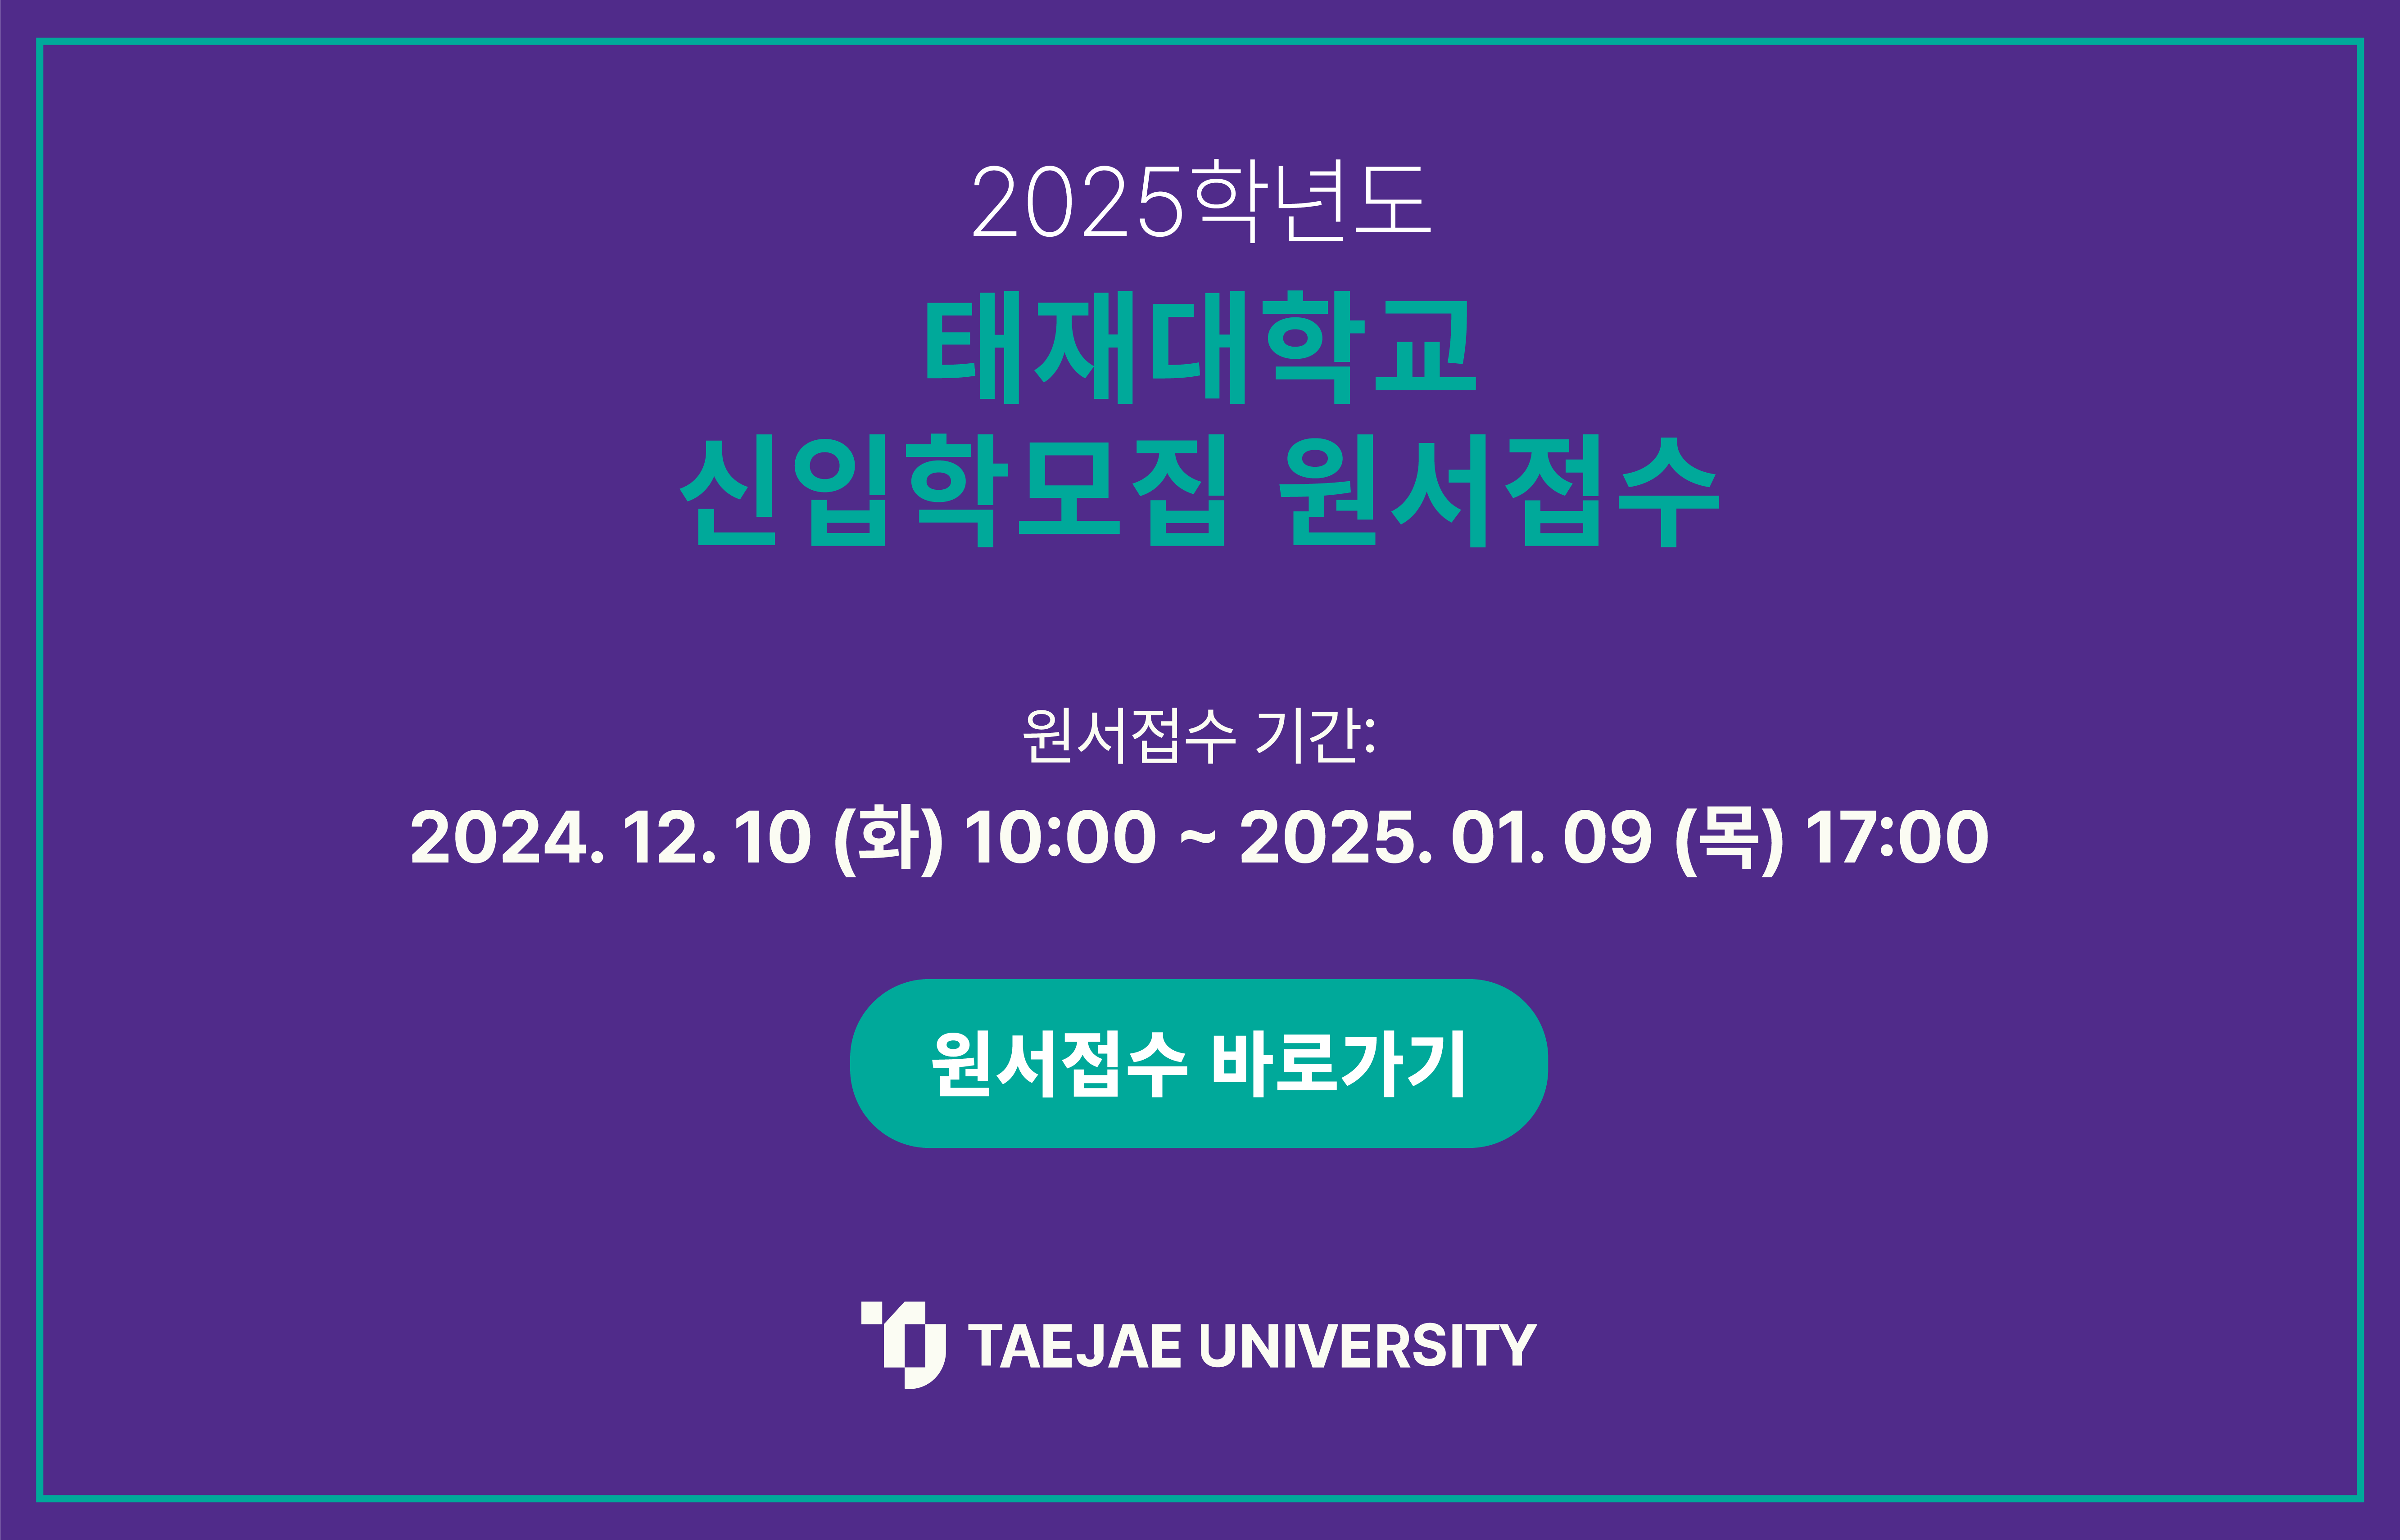 2025학년도
태재대학교
신입학모집 원서접수
원서접수 기간:
2024. 12. 10 (화) 10:00 ~ 2025. 01. 09 (목) 17:00
원서접수 바로가기
TAEJAE UNIVERSITY